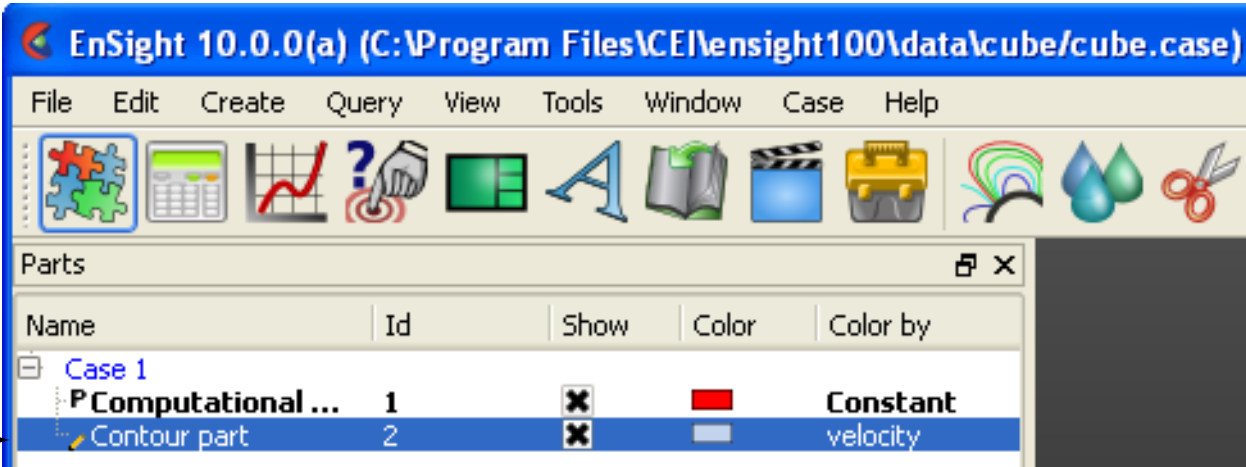 EnSight 10.0.0(a) (C:\Program Files\CEI\ensight100\data\cube/cube.case)
File Edit Create Query View Tools Window Case Help
Parts
Name Id Show Color Color by
Case 1
P Computational ... 1 Constant
Contour part 2 velocity